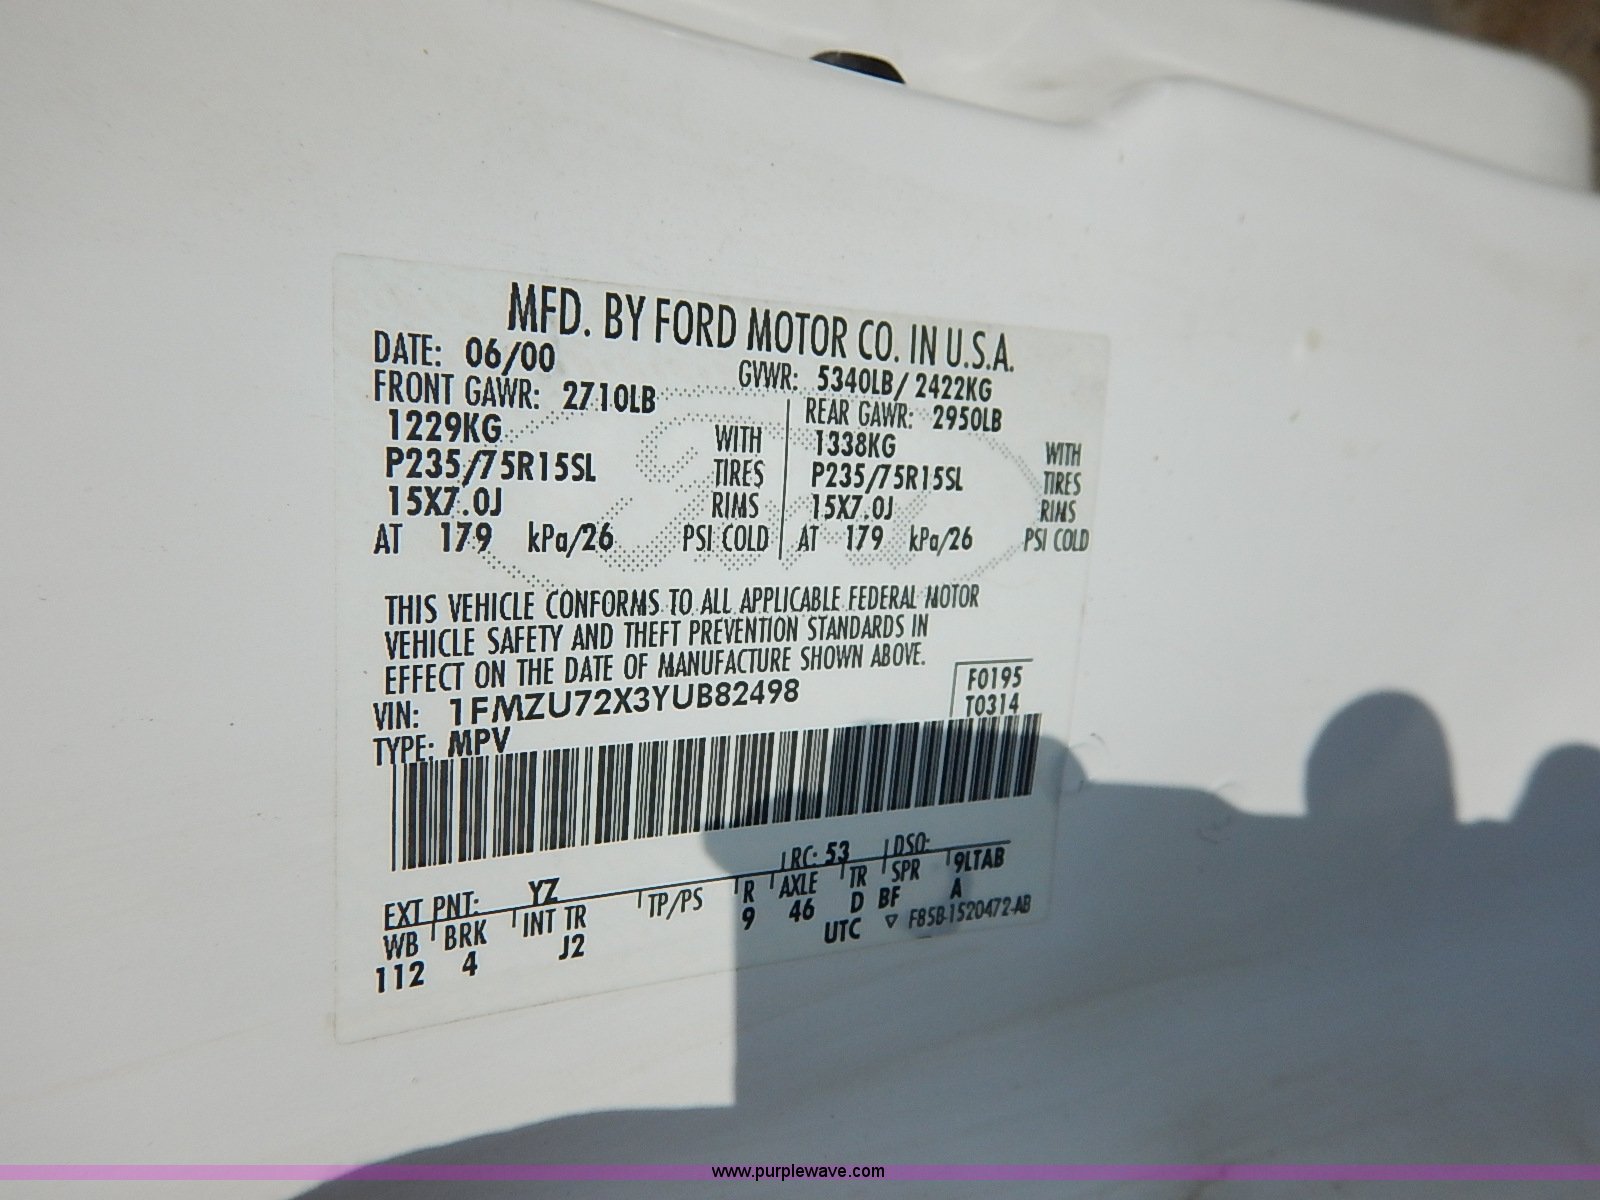 MFD. BY FORD MOTOR CO. IN U.S.A.
DATE: 06/00 GVWR: 5340LB/ 2422KG
FRONT GAWR: 2710LB REAR GAWR: 2950LB
1229KG WITH 1338KG WITH
P235/75R15SL TIRES P235/75R15SL TIRES
15X7.0J RIMS 15X7.0J RIMS
AT 179 kPa/26 PSI COLD AT 179 kPa/26 PSI COLD
THIS VEHICLE CONFORMS TO ALL APPLICABLE FEDERAL MOTOR
VEHICLE SAFETY AND THEFT PREVENTION STANDARDS IN
EFFECT ON THE DATE OF MANUFACTURE SHOWN ABOVE.
VIN: 1FMZU72X3YUB82498 F0195
TYPE: MPV T0314
EXT PNT: YZ RC: 53 DSO:
WB BRK INT TR TP/PS R AXLE TR SPR 9LTAB
112 4 J2 9 46 D BF A
UTC ▽ F85B-1520472-AB
www.purplewave.com